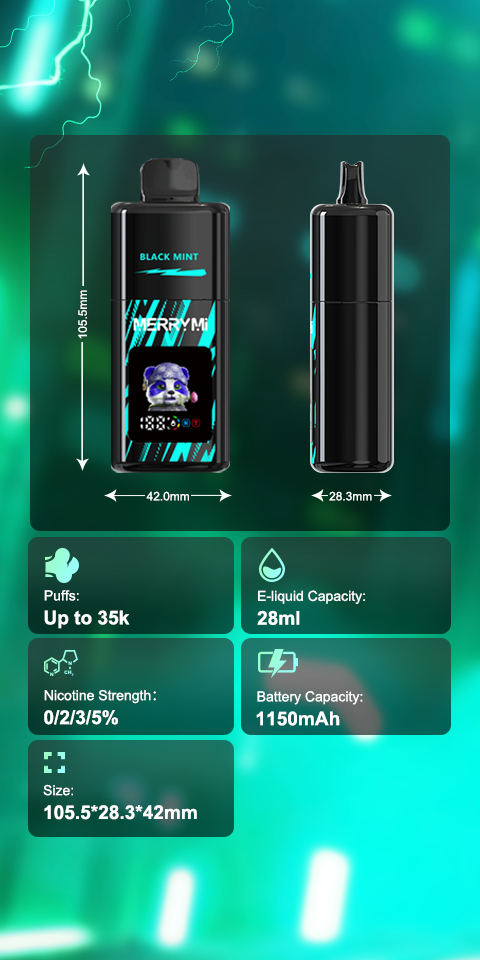 BLACK MINT
MERRYMi
105.5mm
42.0mm
28.3mm
Puffs:
Up to 35k
E-liquid Capacity:
28ml
Nicotine Strength:
0/2/3/5%
Battery Capacity:
1150mAh
Size:
105.5*28.3*42mm